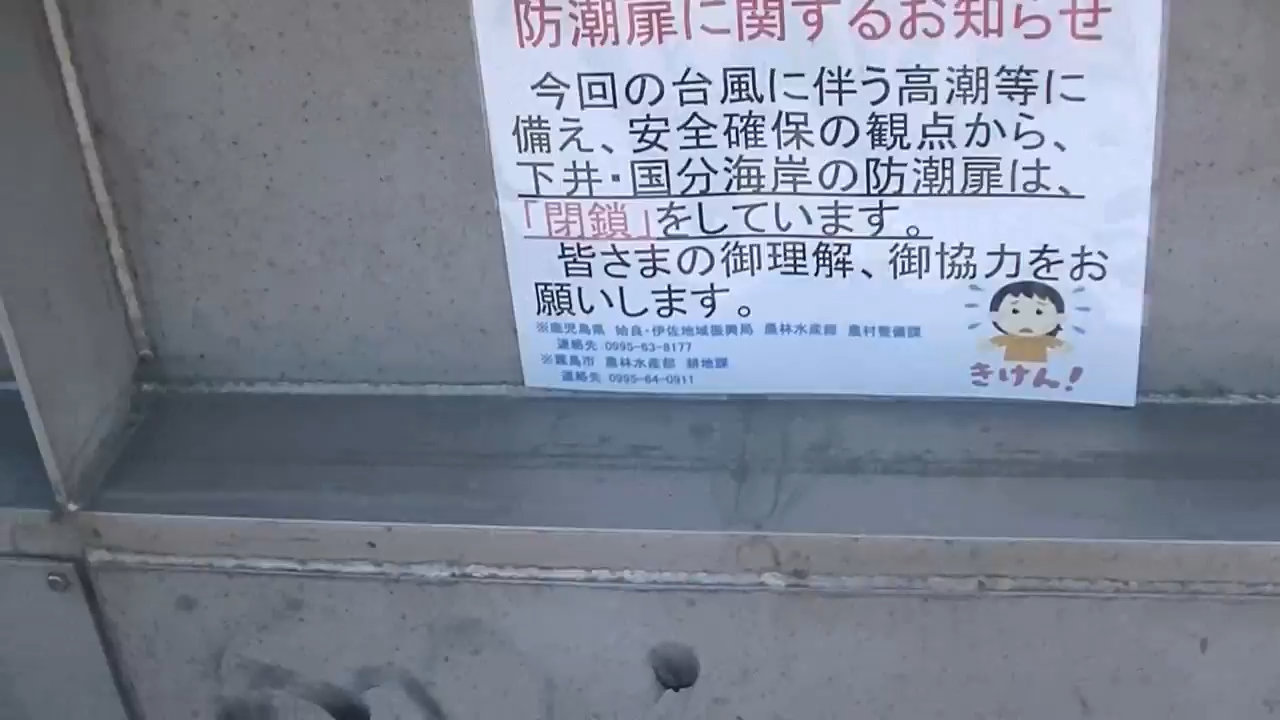 防潮扉に関するお知らせ
今回の台風に伴う高潮等に
備え、安全確保の観点から、
下井・国分海岸の防潮扉は、
「閉鎖」をしています。
皆さまの御理解、御協力をお
願いします。
※鹿児島県 姶良・伊佐地域振興局 農林水産部 農村整備課
連絡先 0995-63-8177
※霧島市 農林水産部 耕地課
連絡先 0995-64-0911
きけん!